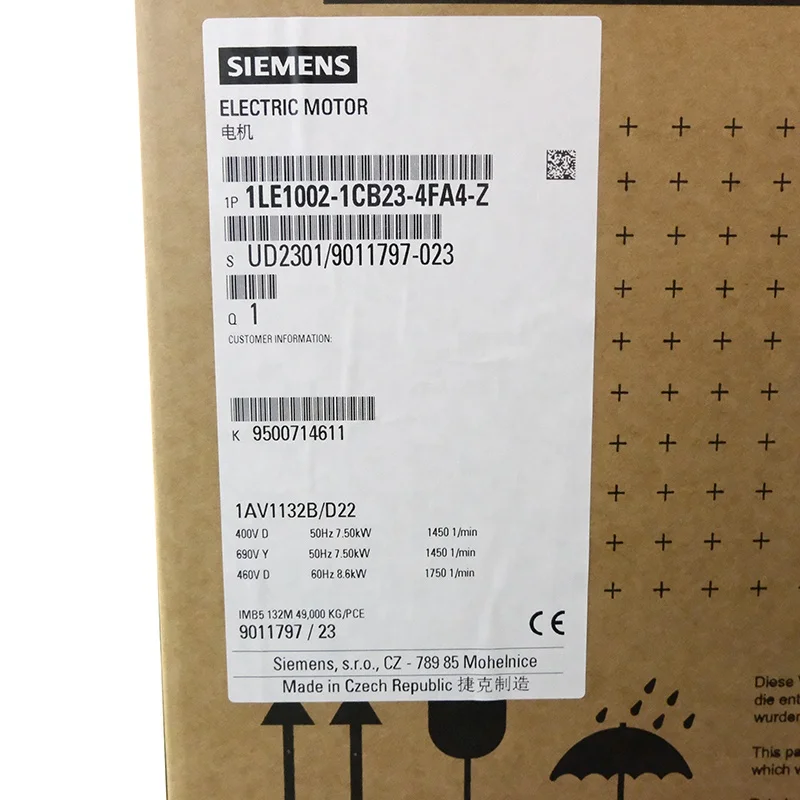 SIEMENS
ELECTRIC MOTOR
电机
1P 1LE1002-1CB23-4FA4-Z
S UD2301/9011797-023
Q 1
CUSTOMER INFORMATION:
K 9500714611
1AV1132B/D22
400V D 50Hz 7.50kW 1450 1/min
690V Y 50Hz 7.50kW 1450 1/min
460V D 60Hz 8.6kW 1750 1/min
IMB5 132M 49,000 KG/PCE
9011797 / 23
CE
Siemens, s.r.o., CZ - 789 85 Mohelnice
Made in Czech Republic 捷克制造
Diese
die
wurden
This
which